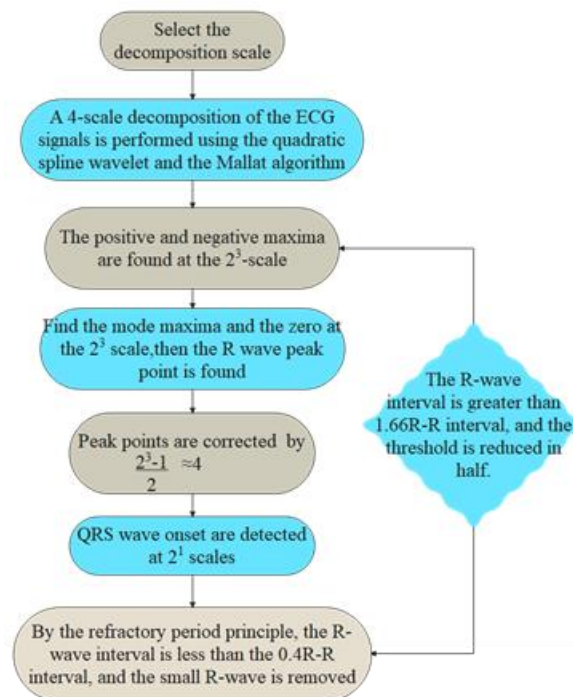 Select the
decomposition scale
A 4-scale decomposition of the ECG
signals is performed using the quadratic
spline wavelet and the Mallat algorithm
The positive and negative maxima
are found at the 2³-scale
Find the mode maxima and the zero at
the 2³ scale,then the R wave peak
point is found
Peak points are corrected by
2³-1 ≈4
2
QRS wave onset are detected
at 2¹ scales
By the refractory period principle, the R-
wave interval is less than the 0.4R-R
interval, and the small R-wave is removed
The R-wave
interval is greater than
1.66R-R interval, and the
threshold is reduced in
half.